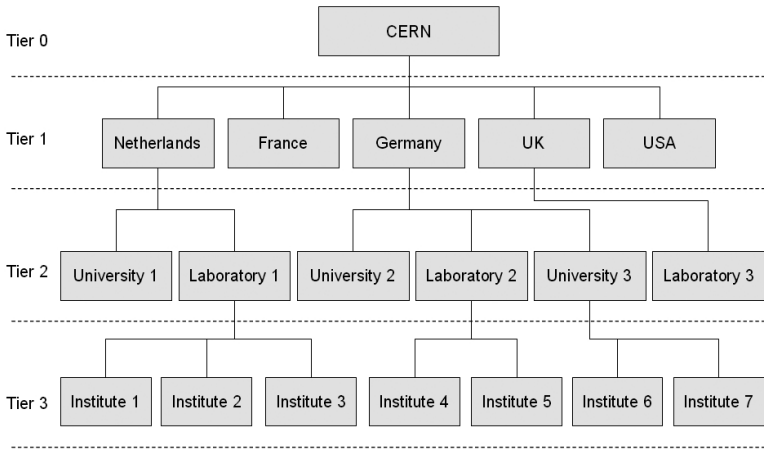 Tier 0
CERN
Tier 1
Netherlands
France
Germany
UK
USA
Tier 2
University 1
Laboratory 1
University 2
Laboratory 2
University 3
Laboratory 3
Tier 3
Institute 1
Institute 2
Institute 3
Institute 4
Institute 5
Institute 6
Institute 7